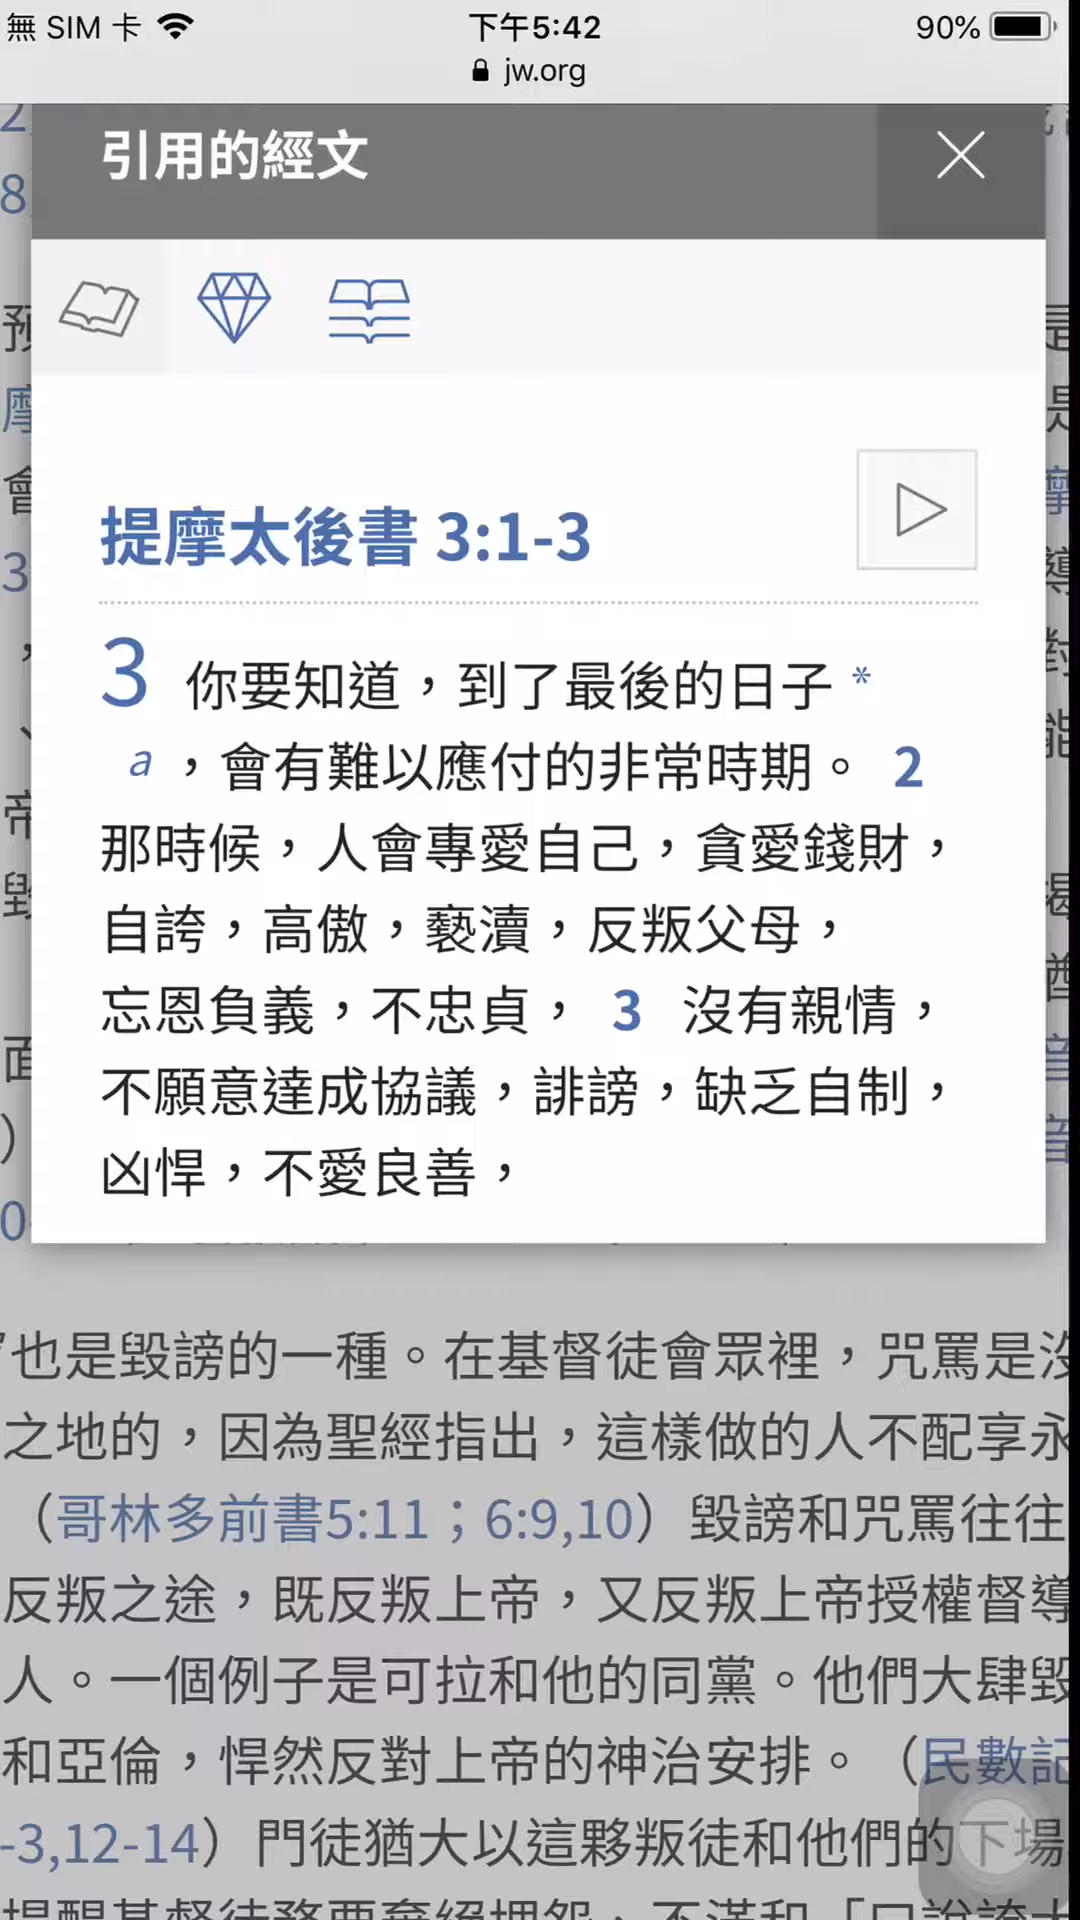 無 SIM 卡 下午5:42 90%
jw.org
引用的經文
提摩太後書 3:1-3
3 你要知道，到了最後的日子 *
a ，會有難以應付的非常時期。 2
那時候，人會專愛自己，貪愛錢財，
自誇，高傲，褻瀆，反叛父母，
忘恩負義，不忠貞， 3 沒有親情，
不願意達成協議，誹謗，缺乏自制，
凶悍，不愛良善，
也是毀謗的一種。在基督徒會眾裡，咒罵是沒
之地的，因為聖經指出，這樣做的人不配享永
（哥林多前書5:11；6:9,10）毀謗和咒罵往往
反叛之途，既反叛上帝，又反叛上帝授權督導
人。一個例子是可拉和他的同黨。他們大肆毀
和亞倫，悍然反對上帝的神治安排。（民數記
-3,12-14）門徒猶大以這夥叛徒和他們的下場